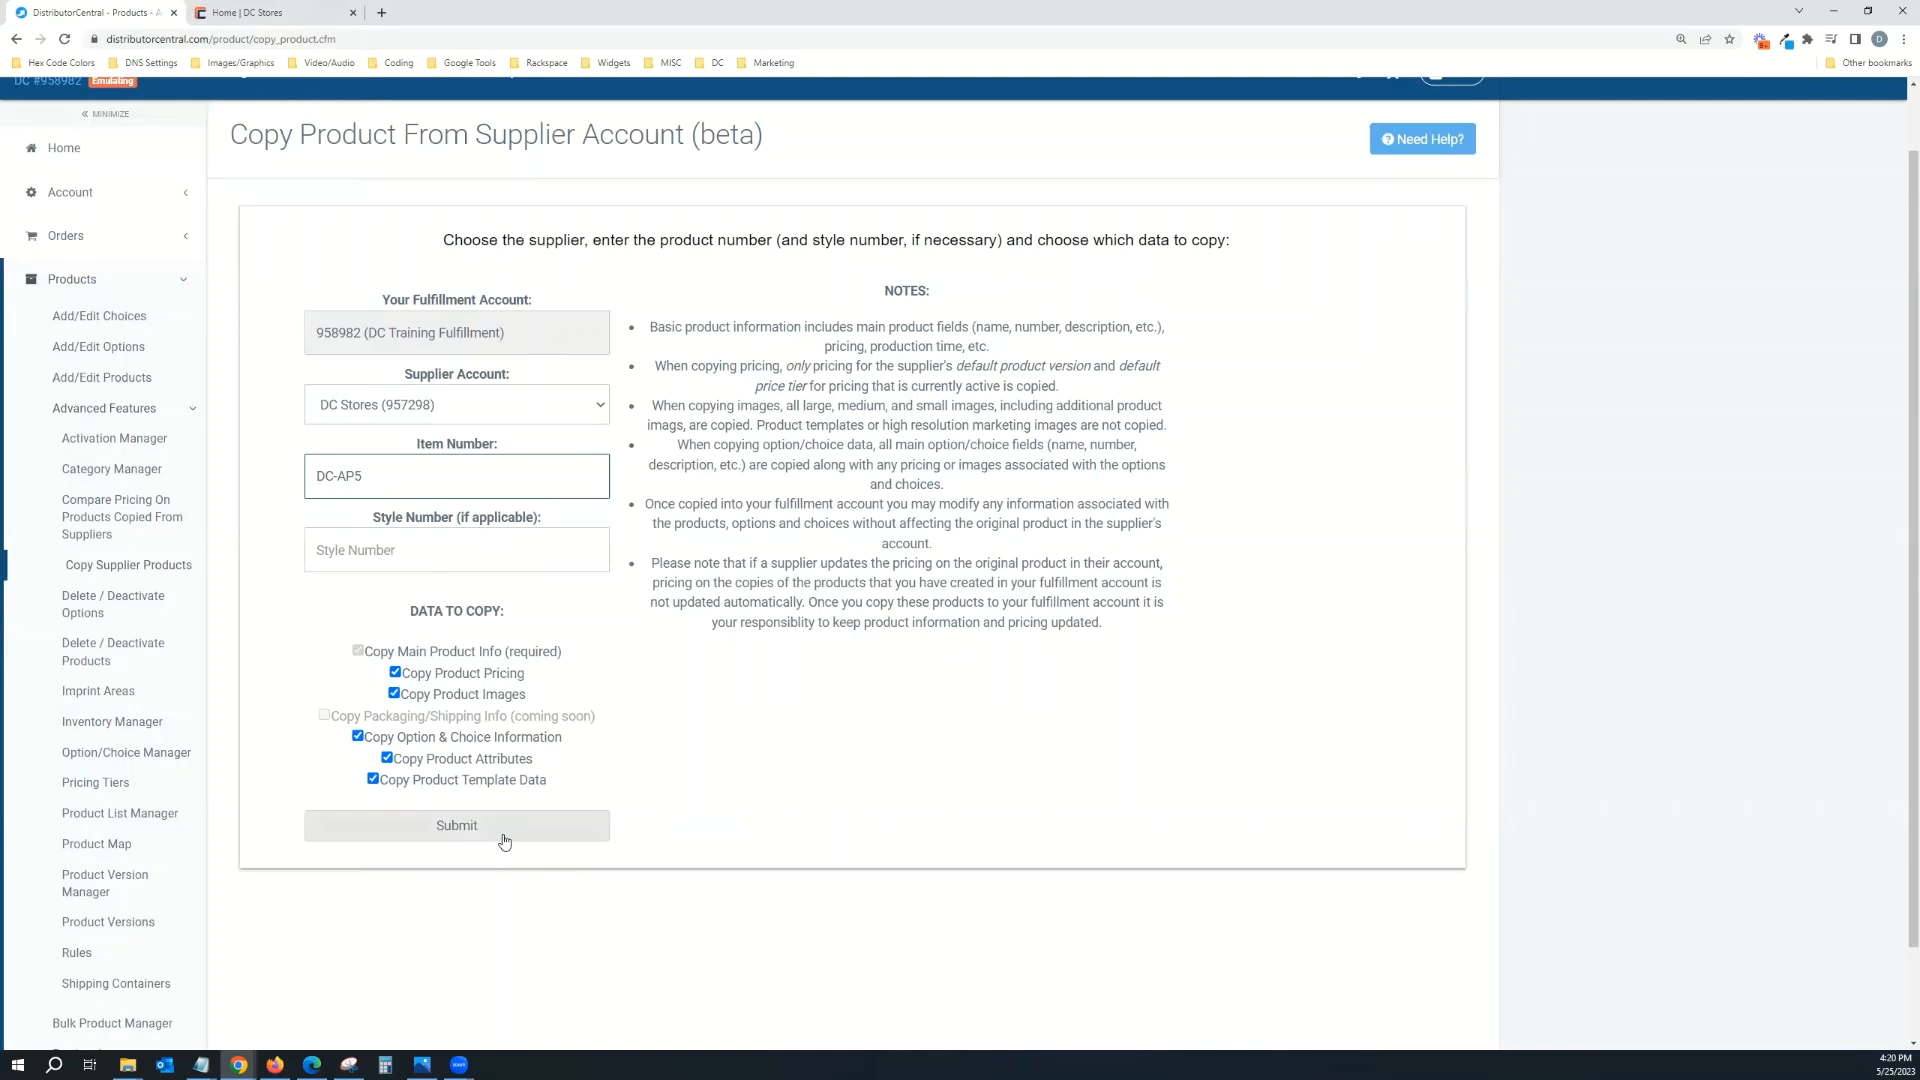 DistributorCentral - Products - A
Home | DC Stores
distributorcentral.com/product/copy_product.cfm
Hex Code Colors
DNS Settings
Images/Graphics
Video/Audio
Coding
Google Tools
Rackspace
Widgets
MISC
DC
Marketing
Other bookmarks
DC #958982 Emulating
« MINIMIZE
Home
Account
Orders
Products
Add/Edit Choices
Add/Edit Options
Add/Edit Products
Advanced Features
Activation Manager
Category Manager
Compare Pricing On
Products Copied From
Suppliers
Copy Supplier Products
Delete / Deactivate
Options
Delete / Deactivate
Products
Imprint Areas
Inventory Manager
Option/Choice Manager
Pricing Tiers
Product List Manager
Product Map
Product Version
Manager
Product Versions
Rules
Shipping Containers
Bulk Product Manager
Copy Product From Supplier Account (beta)
Need Help?
Choose the supplier, enter the product number (and style number, if necessary) and choose which data to copy:
Your Fulfillment Account:
958982 (DC Training Fulfillment)
Supplier Account:
DC Stores (957298)
Item Number:
DC-AP5
Style Number (if applicable):
Style Number
DATA TO COPY:
Copy Main Product Info (required)
Copy Product Pricing
Copy Product Images
Copy Packaging/Shipping Info (coming soon)
Copy Option & Choice Information
Copy Product Attributes
Copy Product Template Data
Submit
NOTES:
• Basic product information includes main product fields (name, number, description, etc.),
pricing, production time, etc.
• When copying pricing, only pricing for the supplier's default product version and default
price tier for pricing that is currently active is copied.
• When copying images, all large, medium, and small images, including additional product
imags, are copied. Product templates or high resolution marketing images are not copied.
• When copying option/choice data, all main option/choice fields (name, number,
description, etc.) are copied along with any pricing or images associated with the options
and choices.
• Once copied into your fulfillment account you may modify any information associated with
the products, options and choices without affecting the original product in the supplier's
account.
• Please note that if a supplier updates the pricing on the original product in their account,
pricing on the copies of the products that you have created in your fulfillment account is
not updated automatically. Once you copy these products to your fulfillment account it is
your responsiblity to keep product information and pricing updated.
4:20 PM
5/25/2023